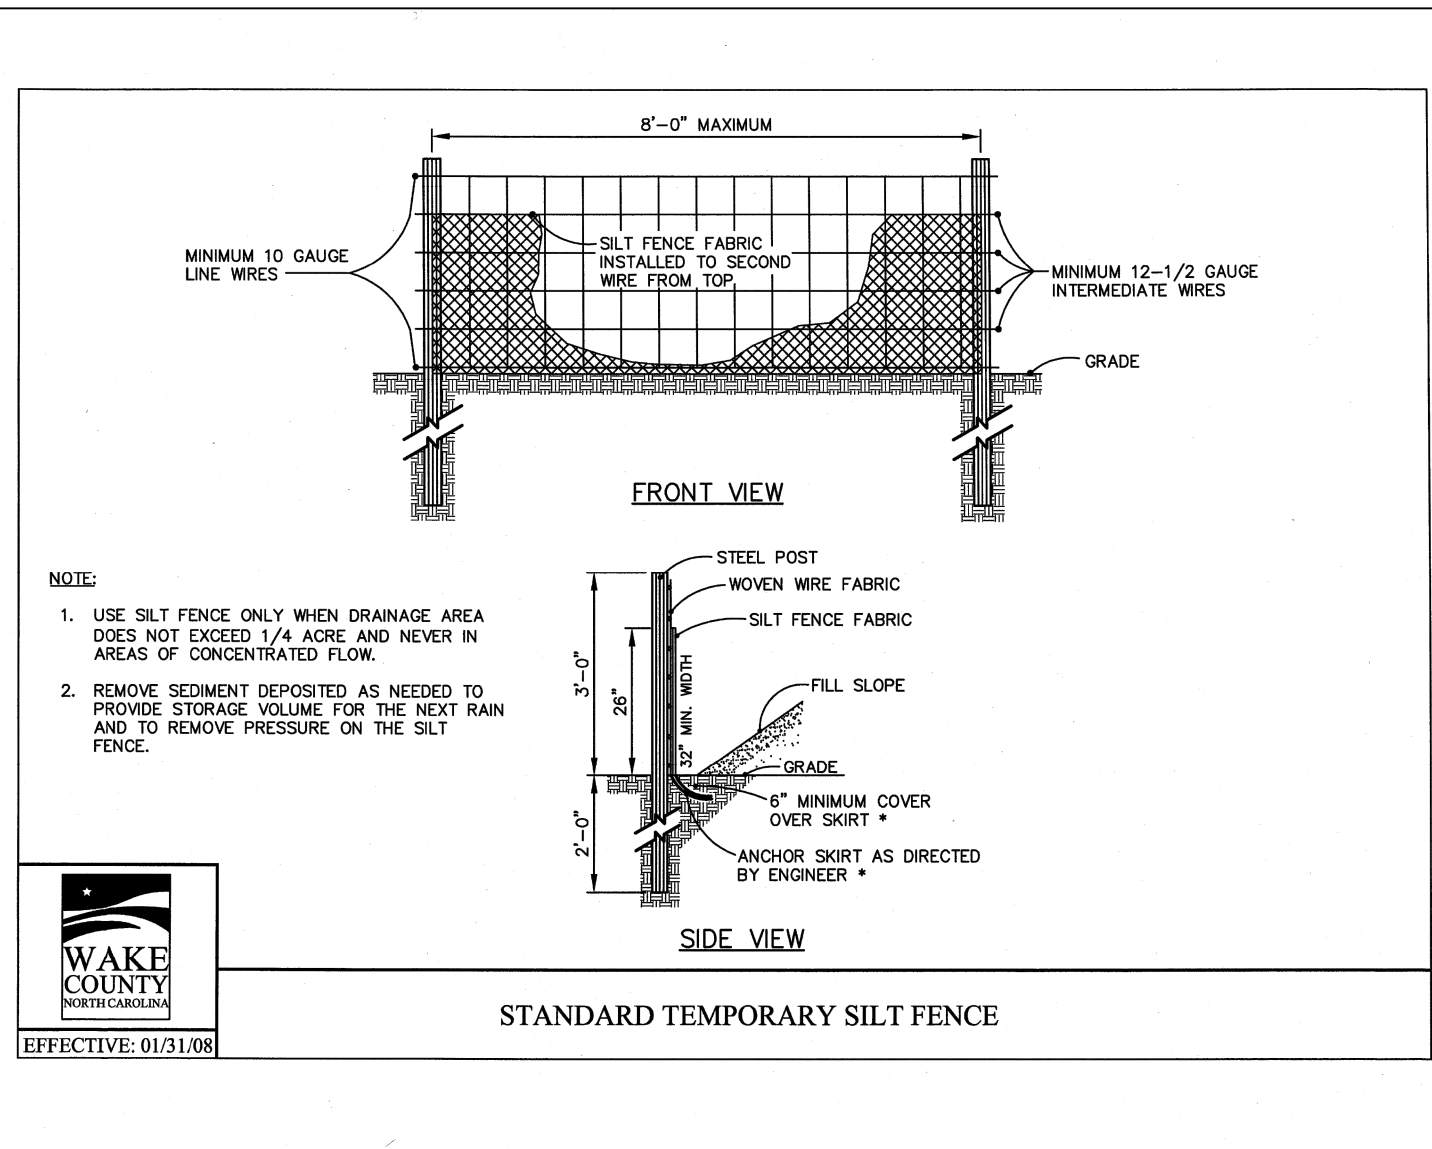 8'-0" MAXIMUM
MINIMUM 10 GAUGE
LINE WIRES
SILT FENCE FABRIC
INSTALLED TO SECOND
WIRE FROM TOP
MINIMUM 12-1/2 GAUGE
INTERMEDIATE WIRES
GRADE
FRONT VIEW
NOTE:
1. USE SILT FENCE ONLY WHEN DRAINAGE AREA
DOES NOT EXCEED 1/4 ACRE AND NEVER IN
AREAS OF CONCENTRATED FLOW.
2. REMOVE SEDIMENT DEPOSITED AS NEEDED TO
PROVIDE STORAGE VOLUME FOR THE NEXT RAIN
AND TO REMOVE PRESSURE ON THE SILT
FENCE.
STEEL POST
WOVEN WIRE FABRIC
SILT FENCE FABRIC
3'-0"
26"
32" MIN. WIDTH
FILL SLOPE
GRADE
6" MINIMUM COVER
OVER SKIRT *
2'-0"
ANCHOR SKIRT AS DIRECTED
BY ENGINEER *
SIDE VIEW
WAKE
COUNTY
NORTH CAROLINA
EFFECTIVE: 01/31/08
STANDARD TEMPORARY SILT FENCE